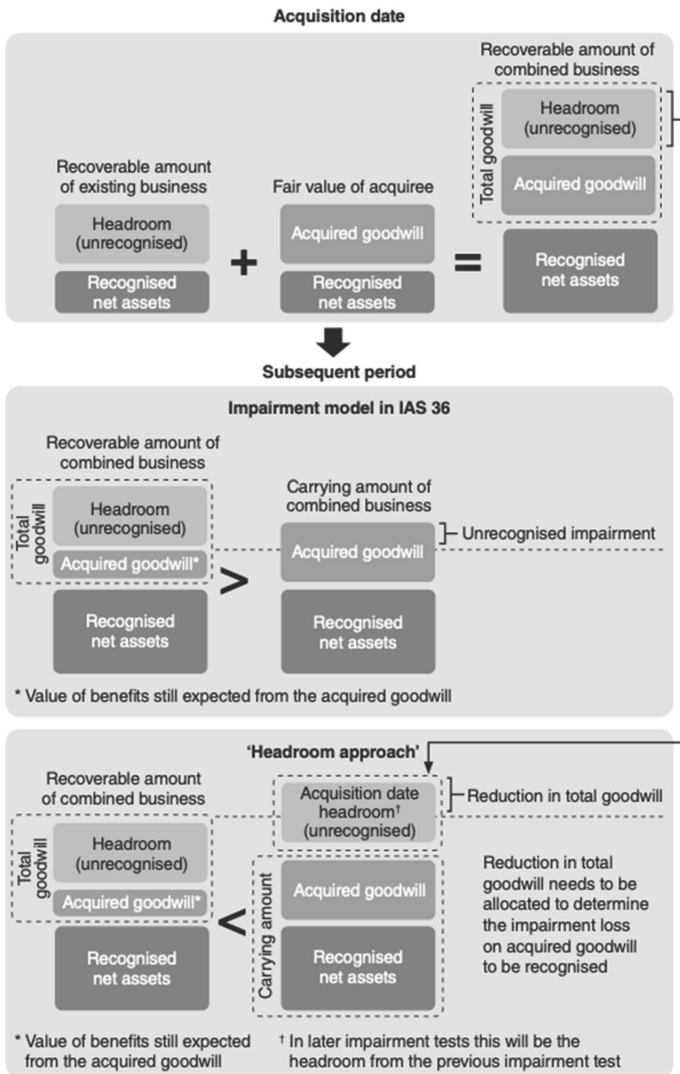 Acquisition date
Recoverable amount of
combined business
Total goodwill
Headroom
(unrecognised)
Acquired goodwill
Recognised
net assets
Recoverable amount
of existing business
Headroom
(unrecognised)
Recognised
net assets
+
Fair value of acquiree
Acquired goodwill
Recognised
net assets
=
Subsequent period
Impairment model in IAS 36
Recoverable amount of
combined business
Total
goodwill
Headroom
(unrecognised)
Acquired goodwill*
Recognised
net assets
>
Carrying amount of
combined business
Acquired goodwill
Recognised
net assets
Unrecognised impairment
* Value of benefits still expected from the acquired goodwill
'Headroom approach'
Recoverable amount
of combined business
Total
goodwill
Headroom
(unrecognised)
Acquired goodwill*
Recognised
net assets
<
Acquisition date
headroom†
(unrecognised)
Carrying amount
Acquired goodwill
Recognised
net assets
Reduction in total goodwill
Reduction in total
goodwill needs to be
allocated to determine
the impairment loss
on acquired goodwill
to be recognised
* Value of benefits still expected
from the acquired goodwill
† In later impairment tests this will be the
headroom from the previous impairment test